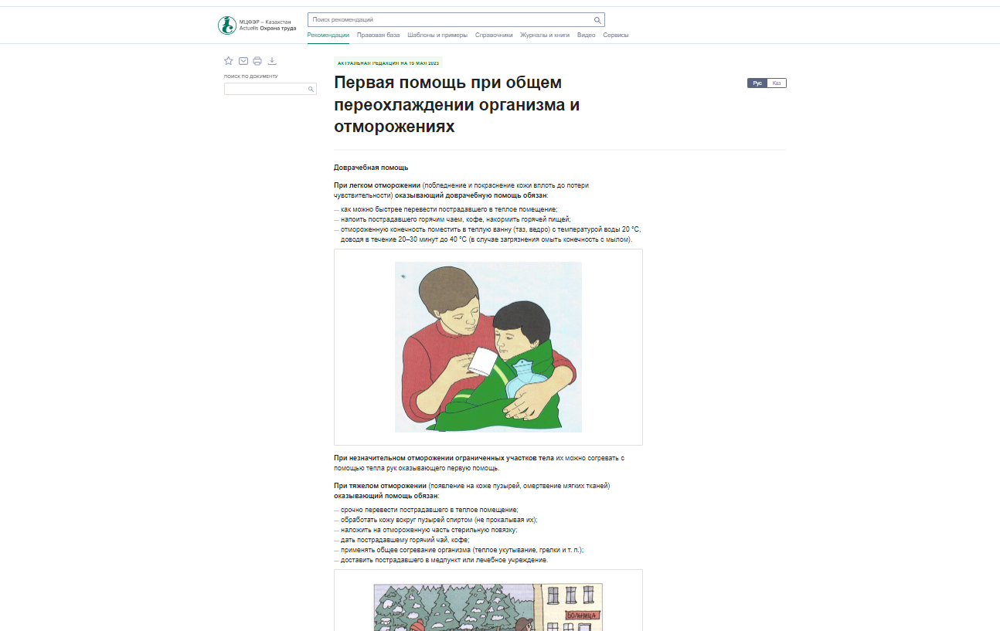 МЦФЭР – Казахстан
Actualis Охрана труда
Поиск рекомендаций
Рекомендации Правовая база Шаблоны и примеры Справочники Журналы и книги Видео Сервисы
ПОИСК ПО ДОКУМЕНТУ
АКТУАЛЬНАЯ РЕДАКЦИЯ НА 19 МАЯ 2023
Первая помощь при общем
переохлаждении организма и
отморожениях
Рус Каз
Доврачебная помощь
При легком отморожении (побледнение и покраснение кожи вплоть до потери
чувствительности) оказывающий доврачебную помощь обязан:
— как можно быстрее перевести пострадавшего в теплое помещение;
— напоить пострадавшего горячим чаем, кофе, накормить горячей пищей;
— отмороженную конечность поместить в теплую ванну (таз, ведро) с температурой воды 20 °С,
доводя в течение 20–30 минут до 40 °С (в случае загрязнения омыть конечность с мылом).
При незначительном отморожении ограниченных участков тела их можно согревать с
помощью тепла рук оказывающего первую помощь.
При тяжелом отморожении (появление на коже пузырей, омертвение мягких тканей)
оказывающий помощь обязан:
— срочно перевести пострадавшего в теплое помещение;
— обработать кожу вокруг пузырей спиртом (не прокалывая их);
— наложить на отмороженную часть стерильную повязку;
— дать пострадавшему горячий чай, кофе;
— применять общее согревание организма (теплое укутывание, грелки и т. п.);
— доставить пострадавшего в медпункт или лечебное учреждение.
БОЛЬНИЦА